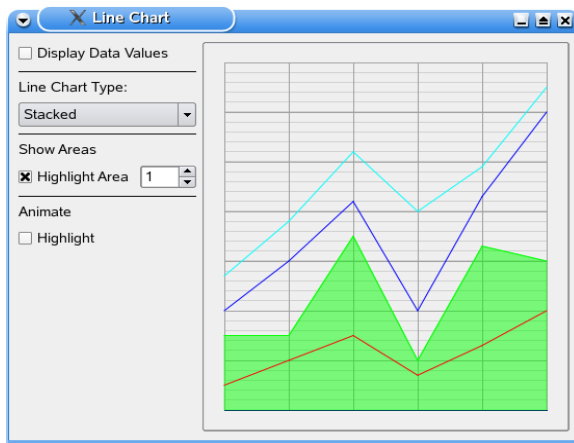 Line Chart
Display Data Values
Line Chart Type:
Stacked
Show Areas
Highlight Area 1
Animate
Highlight